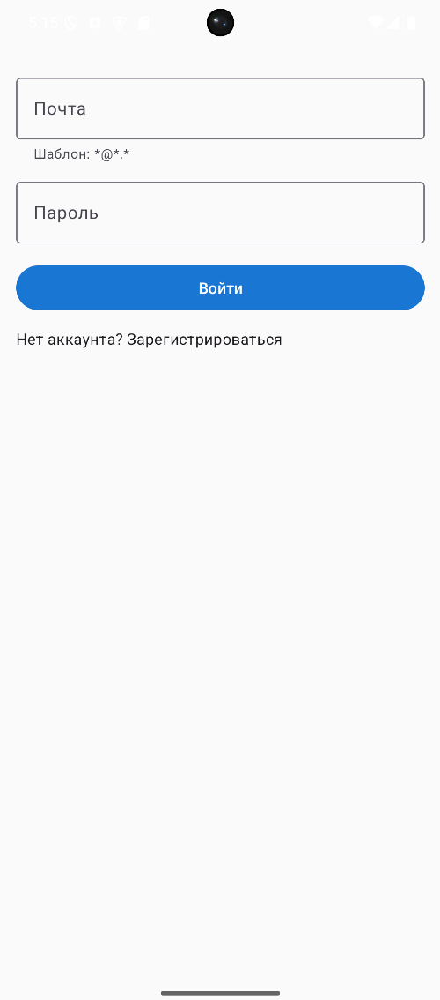 5:15
Почта
Шаблон: *@*.*
Пароль
Войти
Нет аккаунта? Зарегистрироваться